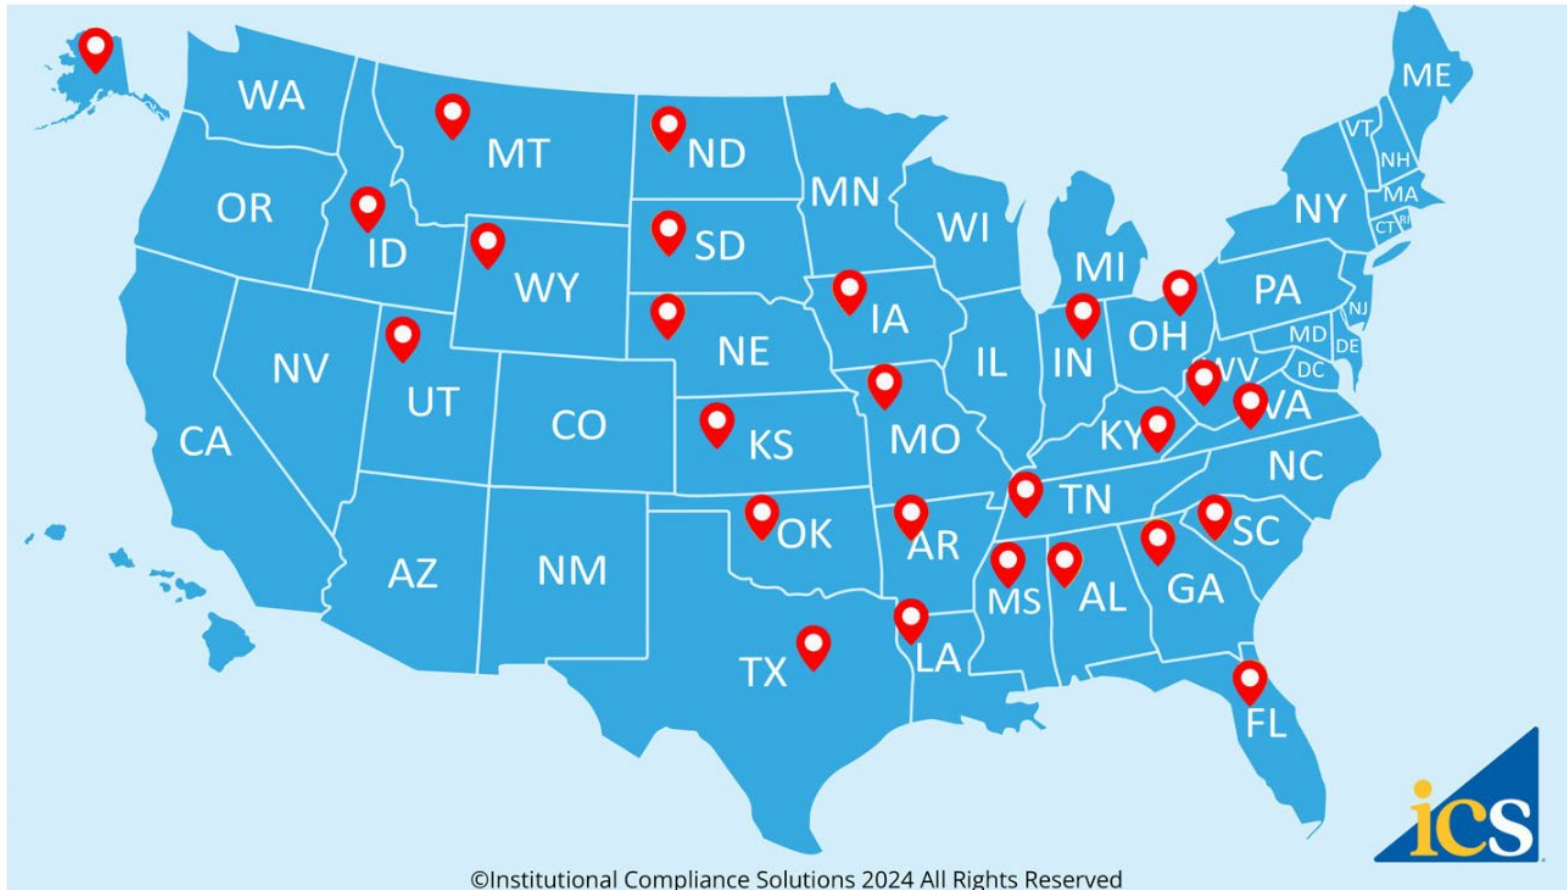 ME
WA
VT
MT
ND
NH
MN
MA
OR
NY
WI
CT
RI
ID
SD
MI
WY
PA
IA
NJ
OH
MD
NE
DE
NV
IL
IN
WV
DC
UT
VA
CO
KY
CA
KS
MO
NC
TN
OK
SC
AR
AZ
NM
GA
MS
AL
LA
TX
FL
ics
©Institutional Compliance Solutions 2024 All Rights Reserved